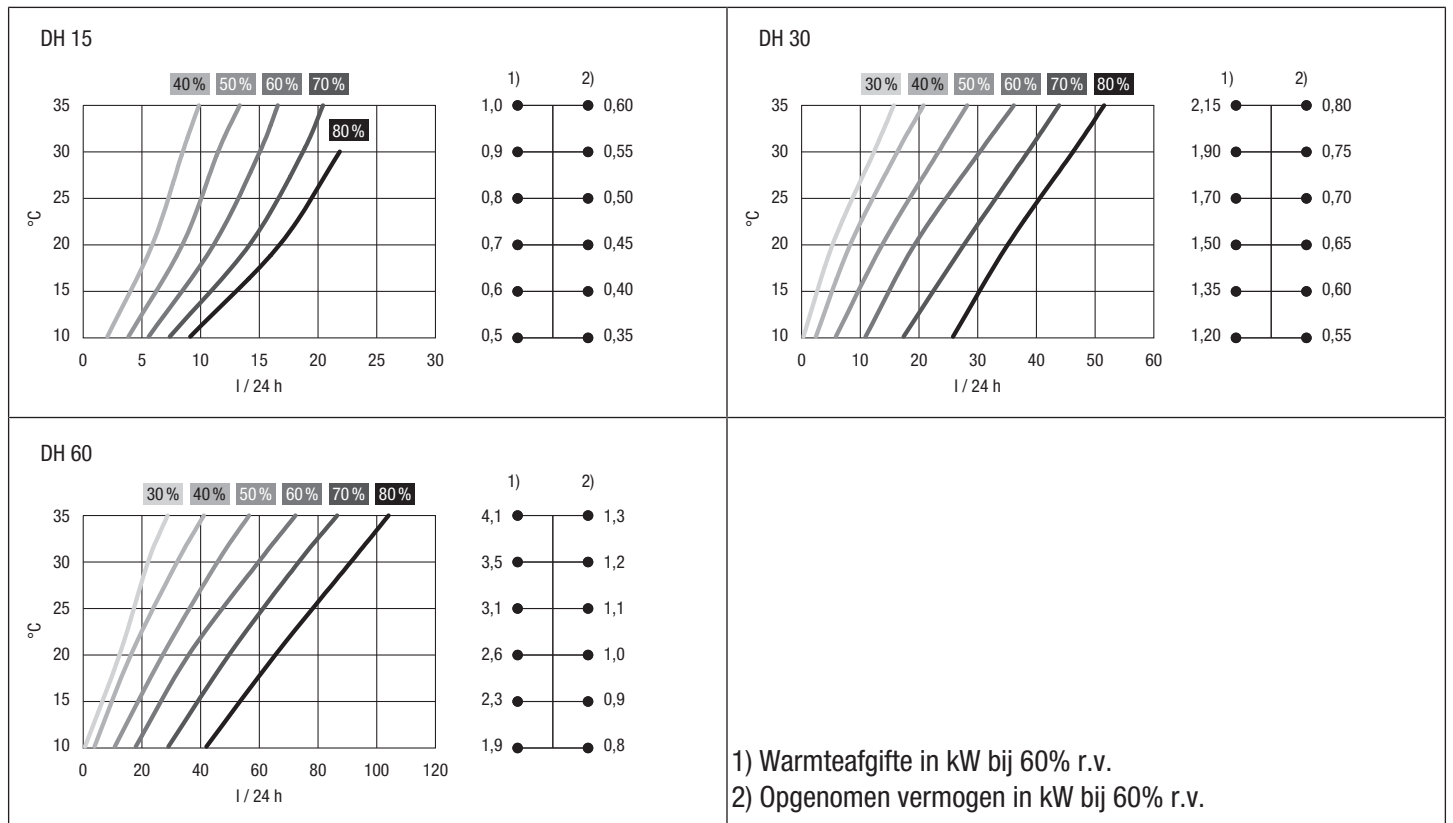 DH 15
40 % 50 % 60 % 70 %
80 %
35
30
25
20
15
10
°C
0 5 10 15 20 25 30
l / 24 h
1) 2)
1,0 0,60
0,9 0,55
0,8 0,50
0,7 0,45
0,6 0,40
0,5 0,35
DH 30
30 % 40 % 50 % 60 % 70 % 80 %
35
30
25
20
15
10
°C
0 10 20 30 40 50 60
l / 24 h
1) 2)
2,15 0,80
1,90 0,75
1,70 0,70
1,50 0,65
1,35 0,60
1,20 0,55
DH 60
30 % 40 % 50 % 60 % 70 % 80 %
35
30
25
20
15
10
°C
0 20 40 60 80 100 120
l / 24 h
1) 2)
4,1 1,3
3,5 1,2
3,1 1,1
2,6 1,0
2,3 0,9
1,9 0,8
1) Warmteafgifte in kW bij 60% r.v.
2) Opgenomen vermogen in kW bij 60% r.v.